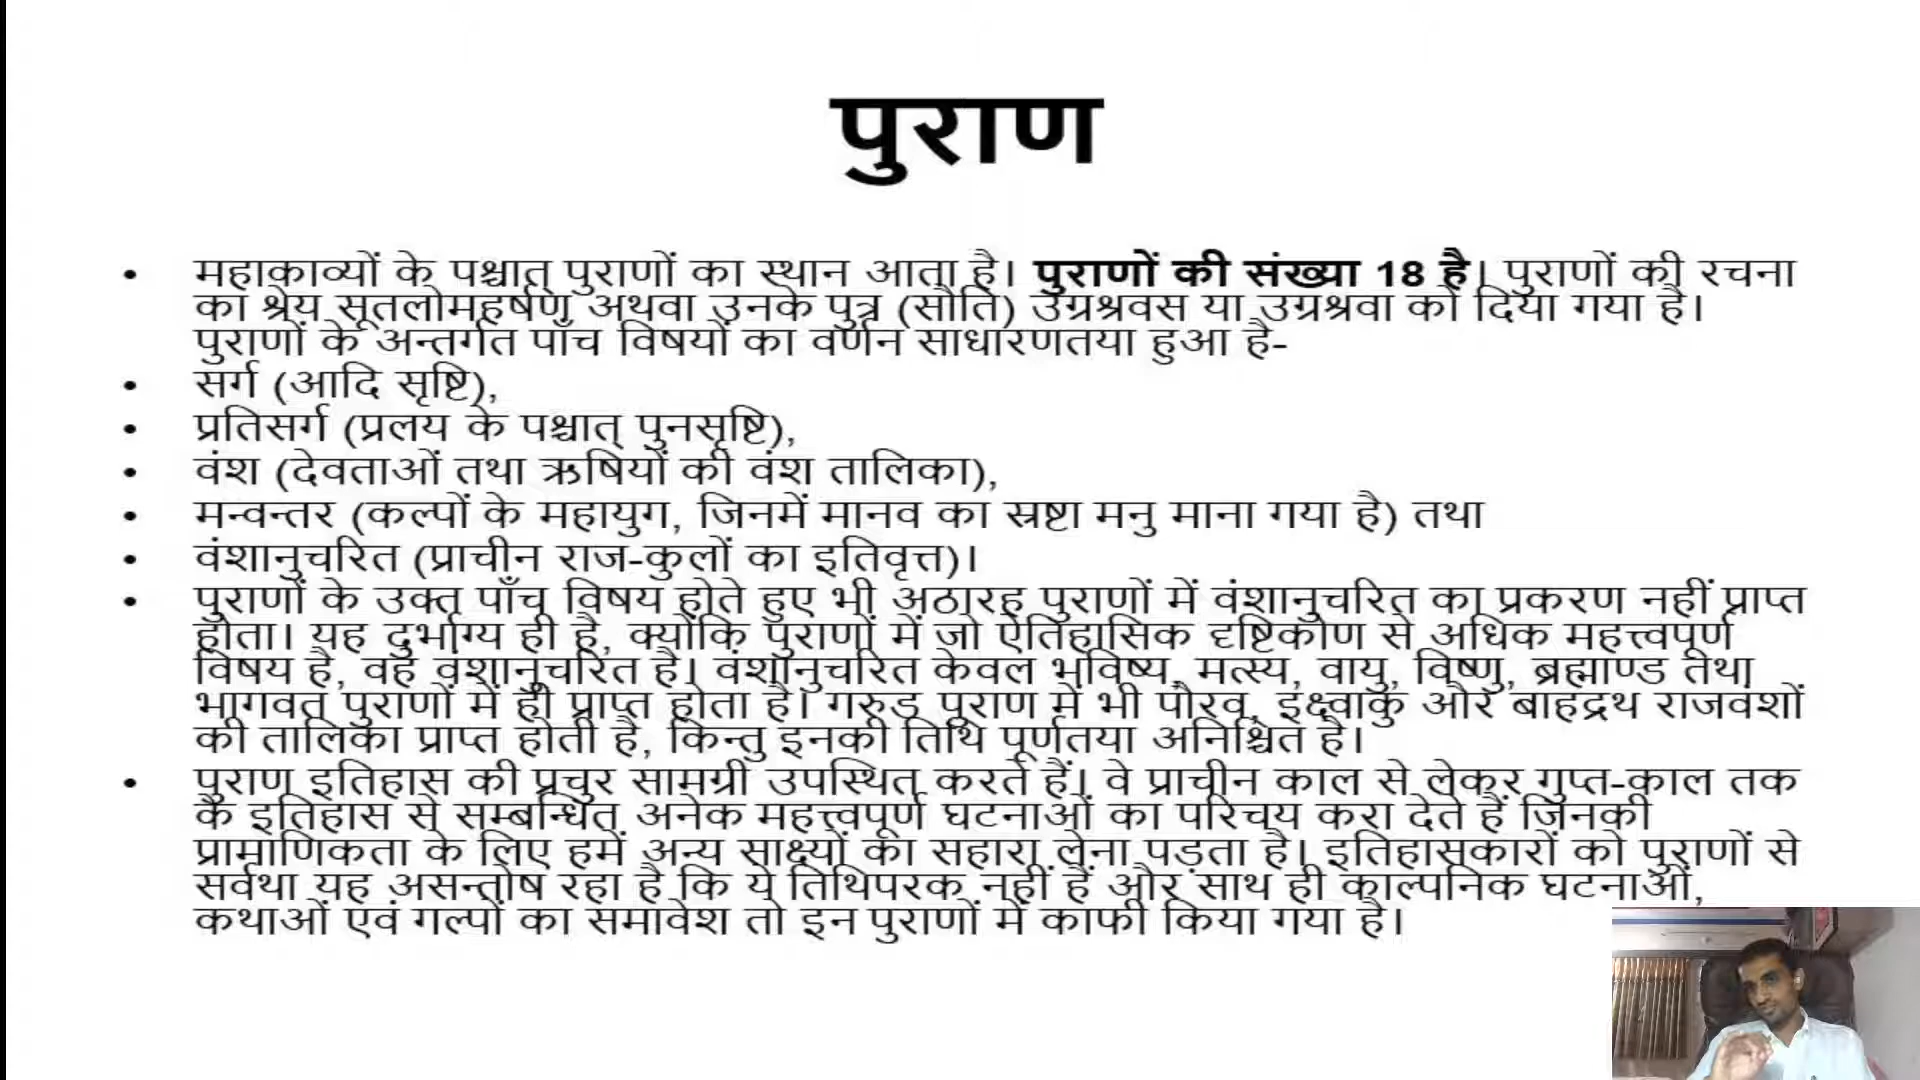 पुराण
• महाकाव्यों के पश्चात् पुराणों का स्थान आता है। पुराणों की संख्या 18 है। पुराणों की रचना
का श्रेय सूतलोमहर्षण अथवा उनके पुत्र (सौति) उग्रश्रवस या उग्रश्रवा को दिया गया है।
पुराणों के अन्तर्गत पाँच विषयों का वर्णन साधारणतया हुआ है-
• सर्ग (आदि सृष्टि),
• प्रतिसर्ग (प्रलय के पश्चात् पुनसृष्टि),
• वंश (देवताओं तथा ऋषियों की वंश तालिका),
• मन्वन्तर (कल्पों के महायुग, जिनमें मानव का स्रष्टा मनु माना गया है) तथा
• वंशानुचरित (प्राचीन राज-कुलों का इतिवृत्त)।
• पुराणों के उक्त पाँच विषय होते हुए भी अठारह पुराणों में वंशानुचरित का प्रकरण नहीं प्राप्त
होता। यह दुर्भाग्य ही है, क्योंकि पुराणों में जो ऐतिहासिक दृष्टिकोण से अधिक महत्त्वपूर्ण
विषय है, वह वंशानुचरित है। वंशानुचरित केवल भविष्य, मत्स्य, वायु, विष्णु, ब्रह्माण्ड तथा
भागवत पुराणों में ही प्राप्त होता है। गरुड़ पुराण में भी पौरव, इक्ष्वाकु और बार्हद्रथ राजवंशों
की तालिका प्राप्त होती है, किन्तु इनकी तिथि पूर्णतया अनिश्चित है।
• पुराण इतिहास की प्रचुर सामग्री उपस्थित करते हैं। वे प्राचीन काल से लेकर गुप्त-काल तक
के इतिहास से सम्बन्धित अनेक महत्त्वपूर्ण घटनाओं का परिचय करा देते हैं जिनकी
प्रामाणिकता के लिए हमें अन्य साक्ष्यों का सहारा लेना पड़ता है। इतिहासकारों को पुराणों से
सर्वथा यह असन्तोष रहा है कि ये तिथिपरक नहीं हैं और साथ ही काल्पनिक घटनाओं,
कथाओं एवं गल्पों का समावेश तो इन पुराणों में काफी किया गया है।